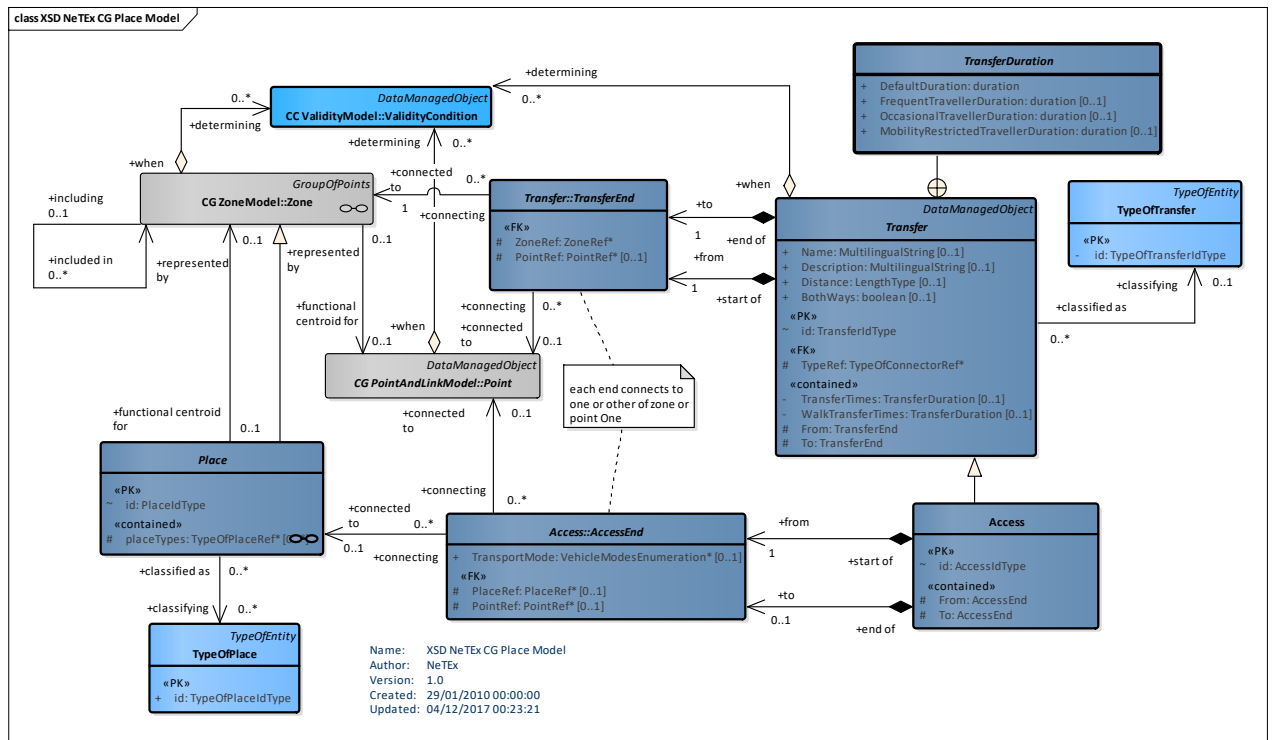 class XSD NeTEx CG Place Model
TransferDuration
+ DefaultDuration: duration
+ FrequentTravellerDuration: duration [0..1]
+ OccasionalTravellerDuration: duration [0..1]
+ MobilityRestrictedTravellerDuration: duration [0..1]
+determining
0..*
DataManagedObject
CC ValidityModel::ValidityCondition
0..*
+determining
+determining
0..*
+when
GroupOfPoints
CG ZoneModel::Zone
+including
0..1
+included in
0..*
+connected
to
1
0..*
+connecting
Transfer::TransferEnd
«FK»
# ZoneRef: ZoneRef*
# PointRef: PointRef* [0..1]
+when
+to
1
+end of
+from
1
+start of
DataManagedObject
Transfer
+ Name: MultilingualString [0..1]
+ Description: MultilingualString [0..1]
+ Distance: LengthType [0..1]
+ BothWays: boolean [0..1]
«PK»
~ id: TransferIdType
«FK»
# TypeRef: TypeOfConnectorRef*
«contained»
- TransferTimes: TransferDuration [0..1]
- WalkTransferTimes: TransferDuration [0..1]
# From: TransferEnd
# To: TransferEnd
TypeOfEntity
TypeOfTransfer
«PK»
- id: TypeOfTransferIdType
+classifying
0..1
+classified as
0..*
0..1
+represented
by
+represented
by
0..1
+functional
centroid for
0..1
+when
+connecting
0..*
+connected
to
0..1
DataManagedObject
CG PointAndLinkModel::Point
each end connects to
one or other of zone or
point One
+connected
to
0..1
+functional centroid
for
0..1
Place
«PK»
~ id: PlaceIdType
«contained»
# placeTypes: TypeOfPlaceRef* [0..*]
+connecting
0..*
+connected
to
0..*
0..1
+connecting
Access::AccessEnd
+ TransportMode: VehicleModesEnumeration* [0..1]
«FK»
# PlaceRef: PlaceRef* [0..1]
# PointRef: PointRef* [0..1]
+from
1
+start of
+to
0..1
+end of
Access
«PK»
~ id: AccessIdType
«contained»
# From: AccessEnd
# To: AccessEnd
+classified as
0..*
+classifying
0..*
TypeOfEntity
TypeOfPlace
«PK»
+ id: TypeOfPlaceIdType
Name: XSD NeTEx CG Place Model
Author: NeTEx
Version: 1.0
Created: 29/01/2010 00:00:00
Updated: 04/12/2017 00:23:21